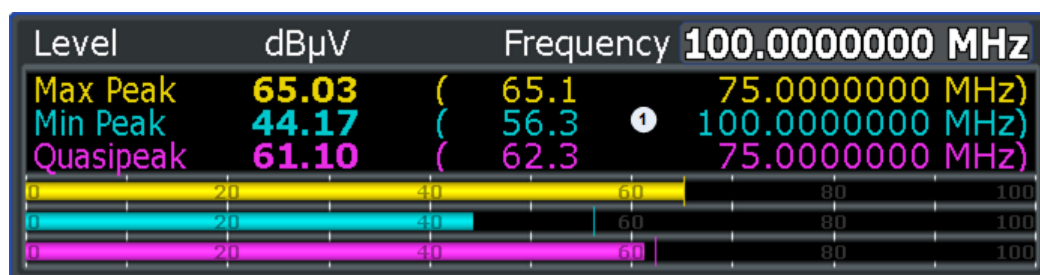 Level dBµV Frequency 100.0000000 MHz
Max Peak 65.03 ( 65.1 75.0000000 MHz)
Min Peak 44.17 ( 56.3 1 100.0000000 MHz)
Quasipeak 61.10 ( 62.3 75.0000000 MHz)
0 20 40 60 80 100
0 20 40 60 80 100
0 20 40 60 80 100